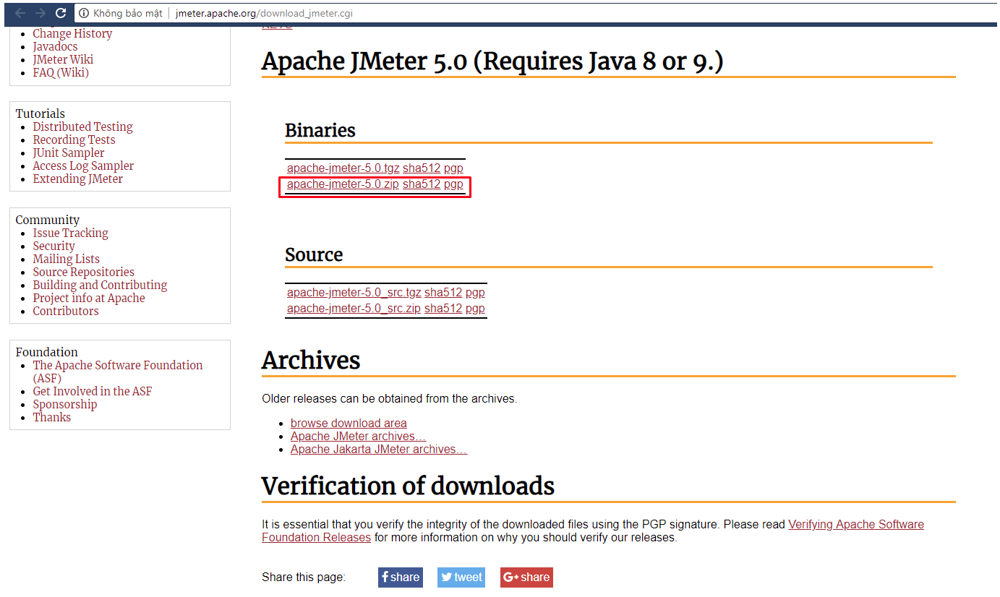 Không bảo mật | jmeter.apache.org/download_jmeter.cgi
Change History
Javadocs
JMeter Wiki
FAQ (Wiki)
Tutorials
Distributed Testing
Recording Tests
JUnit Sampler
Access Log Sampler
Extending JMeter
Community
Issue Tracking
Security
Mailing Lists
Source Repositories
Building and Contributing
Project info at Apache
Contributors
Foundation
The Apache Software Foundation
(ASF)
Get Involved in the ASF
Sponsorship
Thanks
Apache JMeter 5.0 (Requires Java 8 or 9.)
Binaries
apache-jmeter-5.0.tgz sha512 pgp
apache-jmeter-5.0.zip sha512 pgp
Source
apache-jmeter-5.0_src.tgz sha512 pgp
apache-jmeter-5.0_src.zip sha512 pgp
Archives
Older releases can be obtained from the archives.
browse download area
Apache JMeter archives…
Apache Jakarta JMeter archives…
Verification of downloads
It is essential that you verify the integrity of the downloaded files using the PGP signature. Please read Verifying Apache Software
Foundation Releases for more information on why you should verify our releases.
Share this page: share tweet share